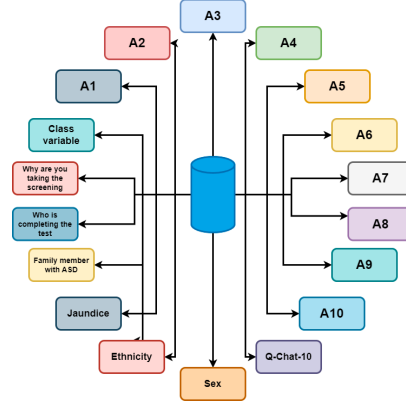 A3
A2
A4
A1
A5
Class
variable
A6
Why are you
taking the
screening
A7
Who is
completing the
test
A8
Family member
with ASD
A9
Jaundice
A10
Ethnicity
Q-Chat-10
Sex